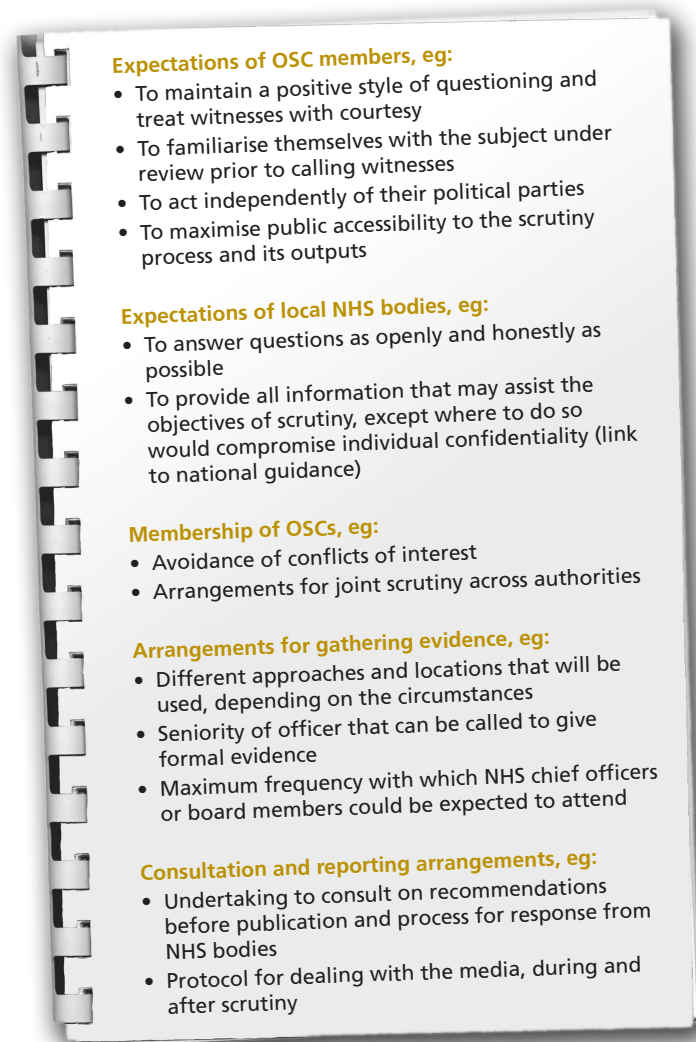 Expectations of OSC members, eg:
• To maintain a positive style of questioning and
treat witnesses with courtesy
• To familiarise themselves with the subject under
review prior to calling witnesses
• To act independently of their political parties
• To maximise public accessibility to the scrutiny
process and its outputs
Expectations of local NHS bodies, eg:
• To answer questions as openly and honestly as
possible
• To provide all information that may assist the
objectives of scrutiny, except where to do so
would compromise individual confidentiality (link
to national guidance)
Membership of OSCs, eg:
• Avoidance of conflicts of interest
• Arrangements for joint scrutiny across authorities
Arrangements for gathering evidence, eg:
• Different approaches and locations that will be
used, depending on the circumstances
• Seniority of officer that can be called to give
formal evidence
• Maximum frequency with which NHS chief officers
or board members could be expected to attend
Consultation and reporting arrangements, eg:
• Undertaking to consult on recommendations
before publication and process for response from
NHS bodies
• Protocol for dealing with the media, during and
after scrutiny